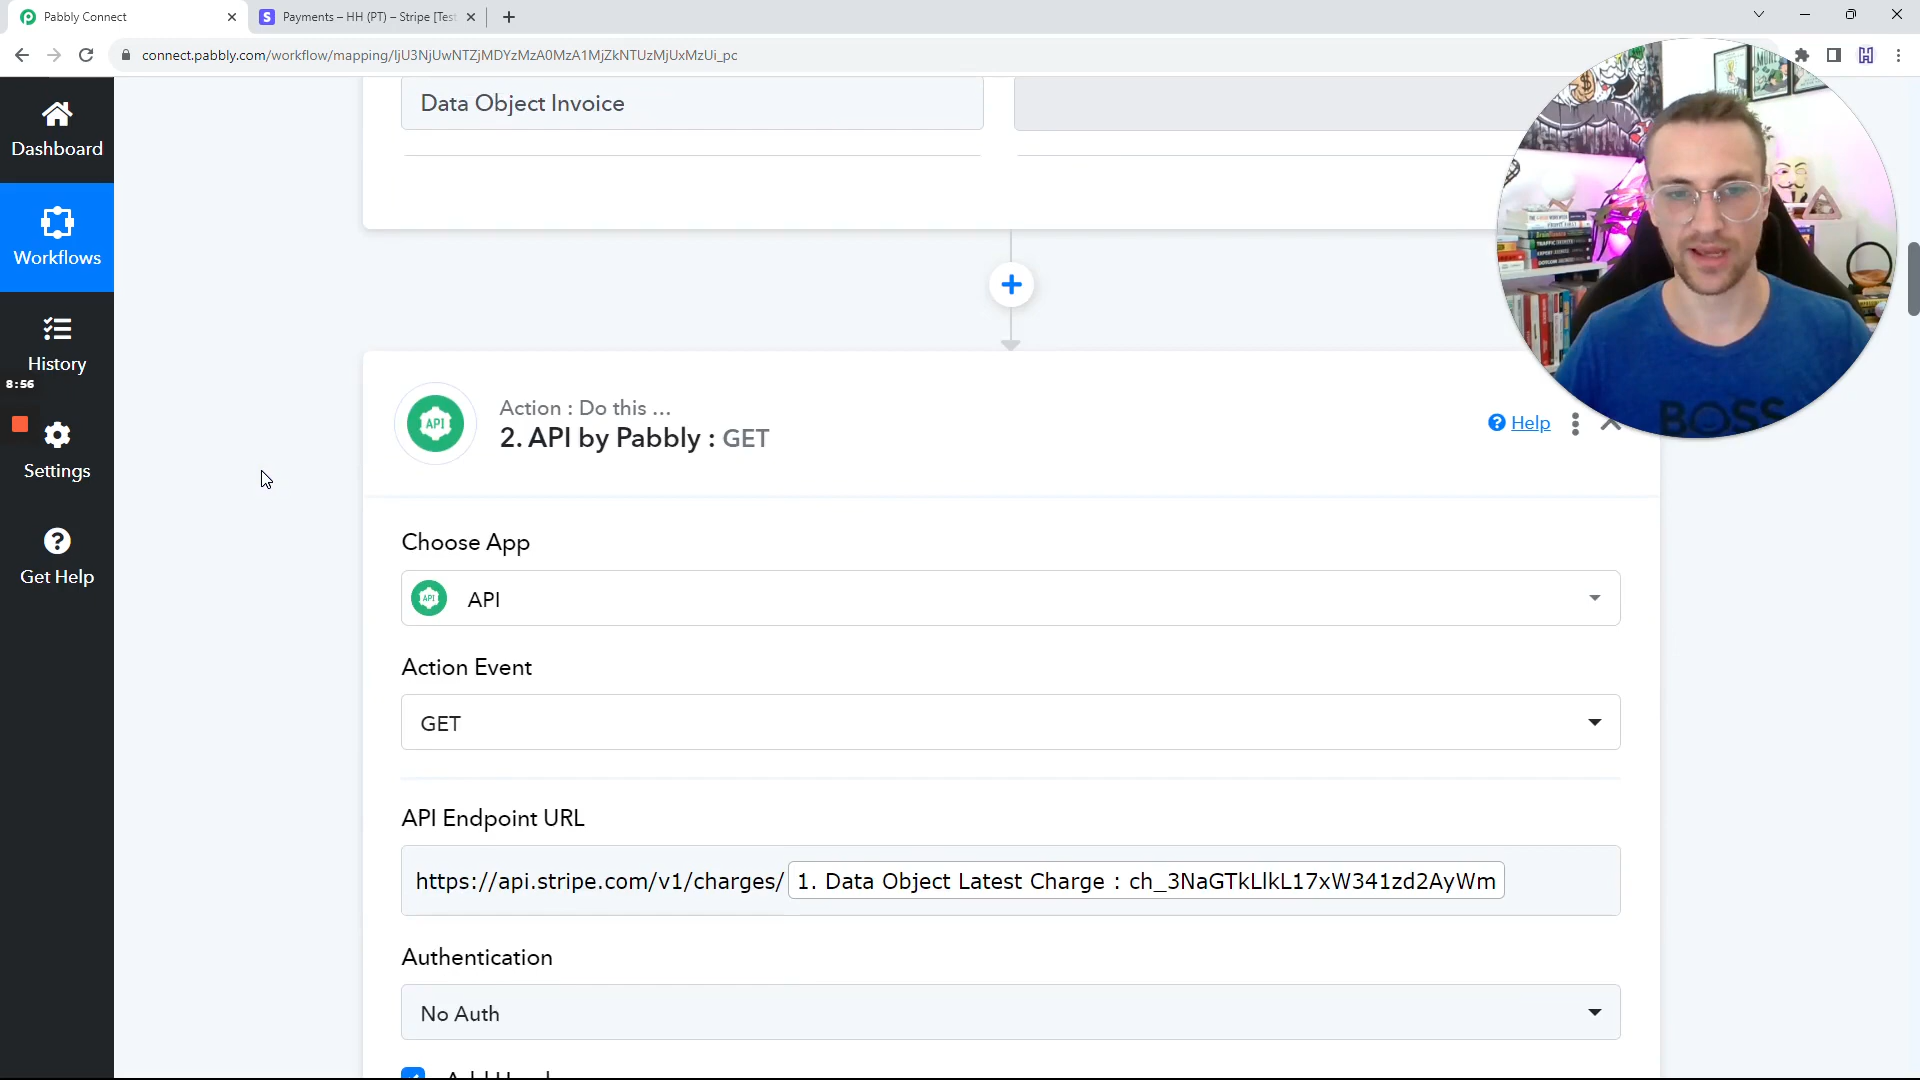 Pabbly Connect
Payments – HH (PT) – Stripe [Test
connect.pabbly.com/workflow/mapping/IjU3NjUwNTZjMDYzMzA0MzA1MjZkNTUzMjUxMzUi_pc
Dashboard
Workflows
History
8:56
Settings
Get Help
Data Object Invoice
Action : Do this ...
2. API by Pabbly : GET
Help
Choose App
API
API
Action Event
GET
API Endpoint URL
https://api.stripe.com/v1/charges/ 1. Data Object Latest Charge : ch_3NaGTkLlkL17xW341zd2AyWm
Authentication
No Auth
BOSS